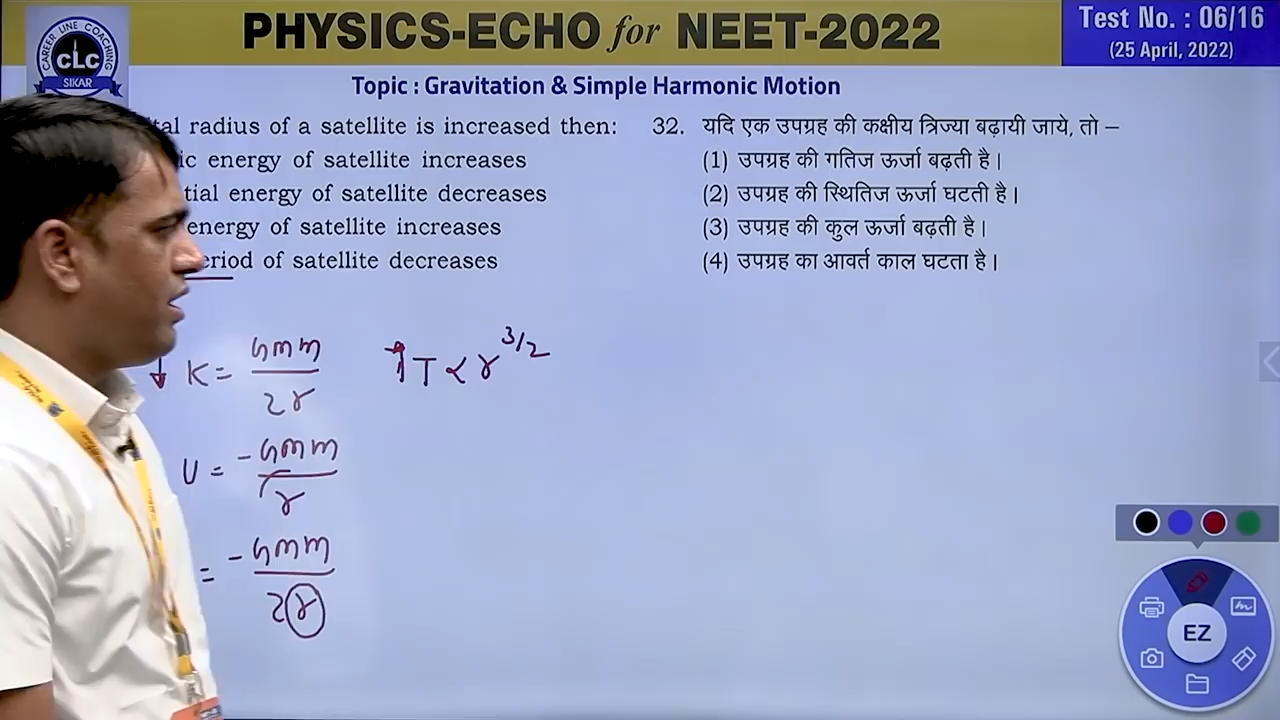 PHYSICS-ECHO for NEET-2022
Test No. : 06/16
(25 April, 2022)
CAREER LINE COACHING
CLC
SIKAR
Topic : Gravitation & Simple Harmonic Motion
radius of a satellite is increased then:
energy of satellite increases
energy of satellite decreases
energy of satellite increases
of satellite decreases
32. यदि एक उपग्रह की कक्षीय त्रिज्या बढ़ायी जाये, तो –
(1) उपग्रह की गतिज ऊर्जा बढ़ती है।
(2) उपग्रह की स्थितिज ऊर्जा घटती है।
(3) उपग्रह की कुल ऊर्जा बढ़ती है।
(4) उपग्रह का आवर्त काल घटता है।
↓ K = GMm / 2r
↑ T ∝ r^3/2
U = -GMm / r
= -GMm / 2r
EZ